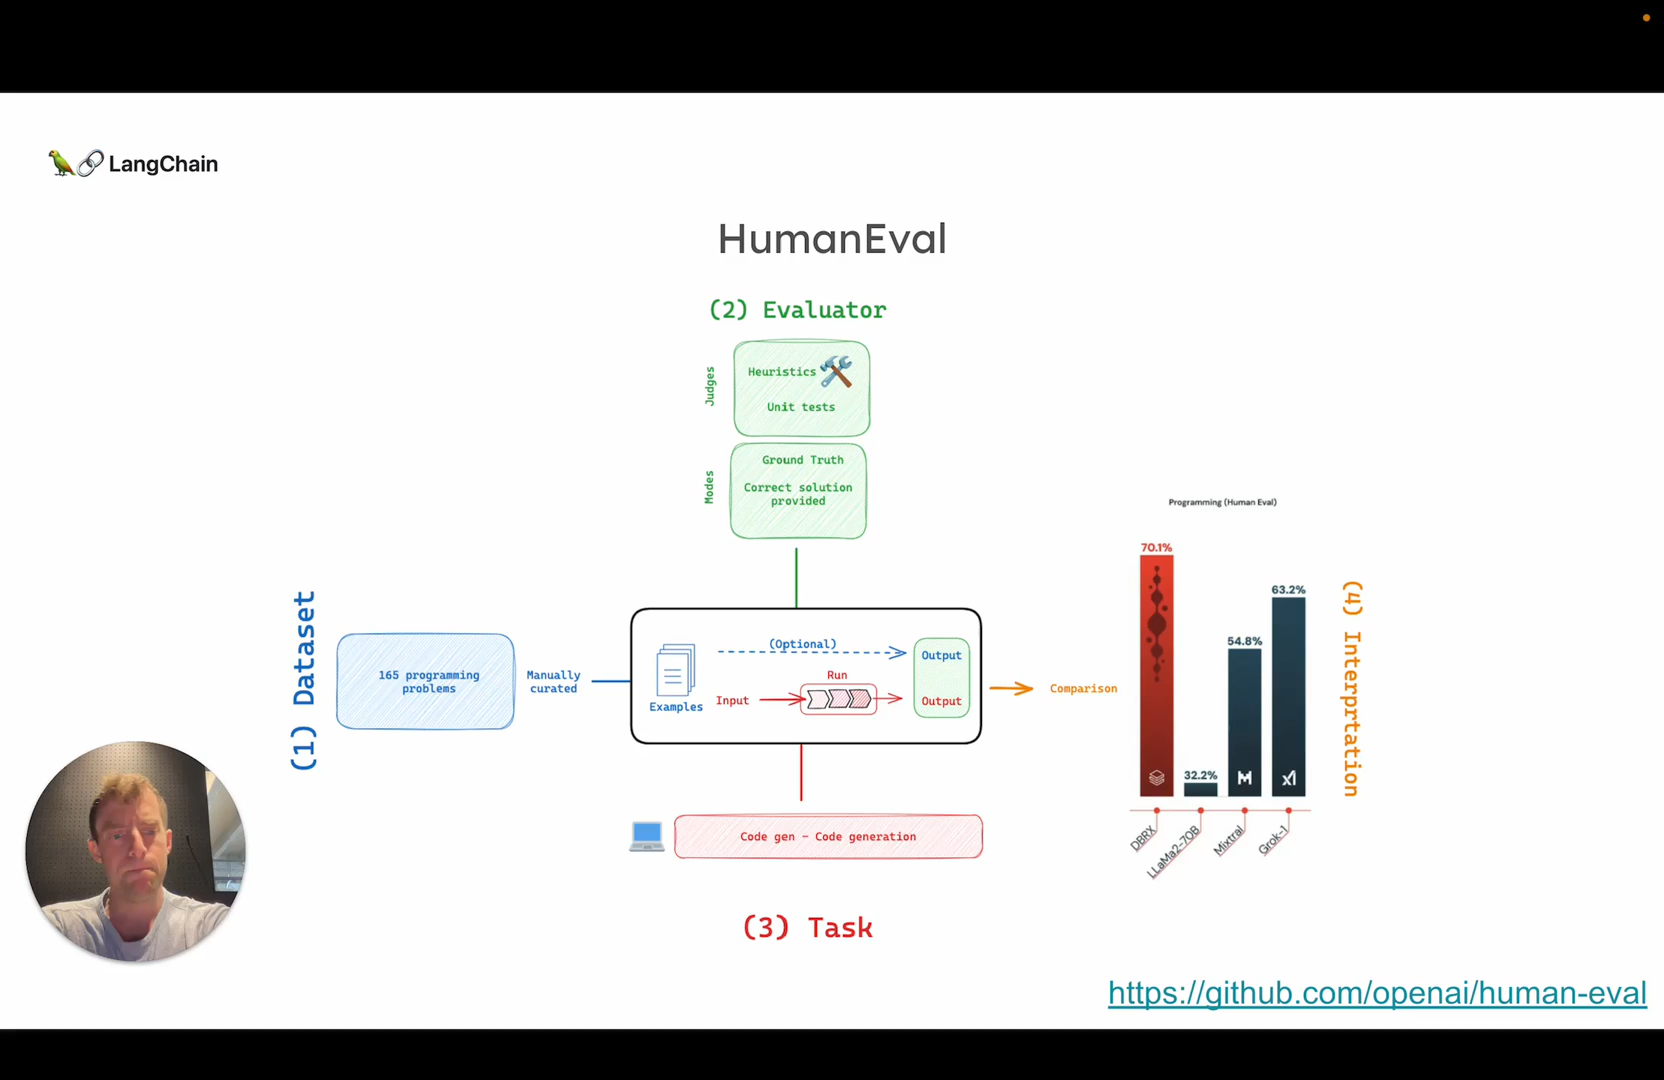 LangChain
HumanEval
(2) Evaluator
Judges
Heuristics
Unit tests
Modes
Ground Truth
Correct solution
provided
(1) Dataset
165 programming
problems
Manually
curated
Examples
(Optional)
Output
Run
Input
Output
Comparison
Programming (Human Eval)
70.1%
32.2%
54.8%
63.2%
DBRX
LLaMa2-70B
Mixtral
Grok-1
(4) Interprtation
Code gen - Code generation
(3) Task
https://github.com/openai/human-eval